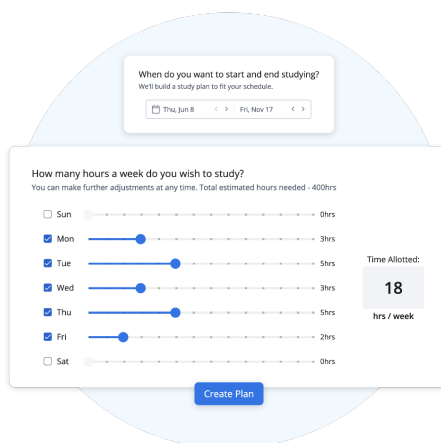 When do you want to start and end studying?
We'll build a study plan to fit your schedule.
Thu, Jun 8 < > Fri, Nov 17 < >
How many hours a week do you wish to study?
You can make further adjustments at any time. Total estimated hours needed - 400hrs
Sun 0hrs
Mon 3hrs
Tue 5hrs
Wed 3hrs
Thu 5hrs
Fri 2hrs
Sat 0hrs
Time Allotted:
18
hrs / week
Create Plan